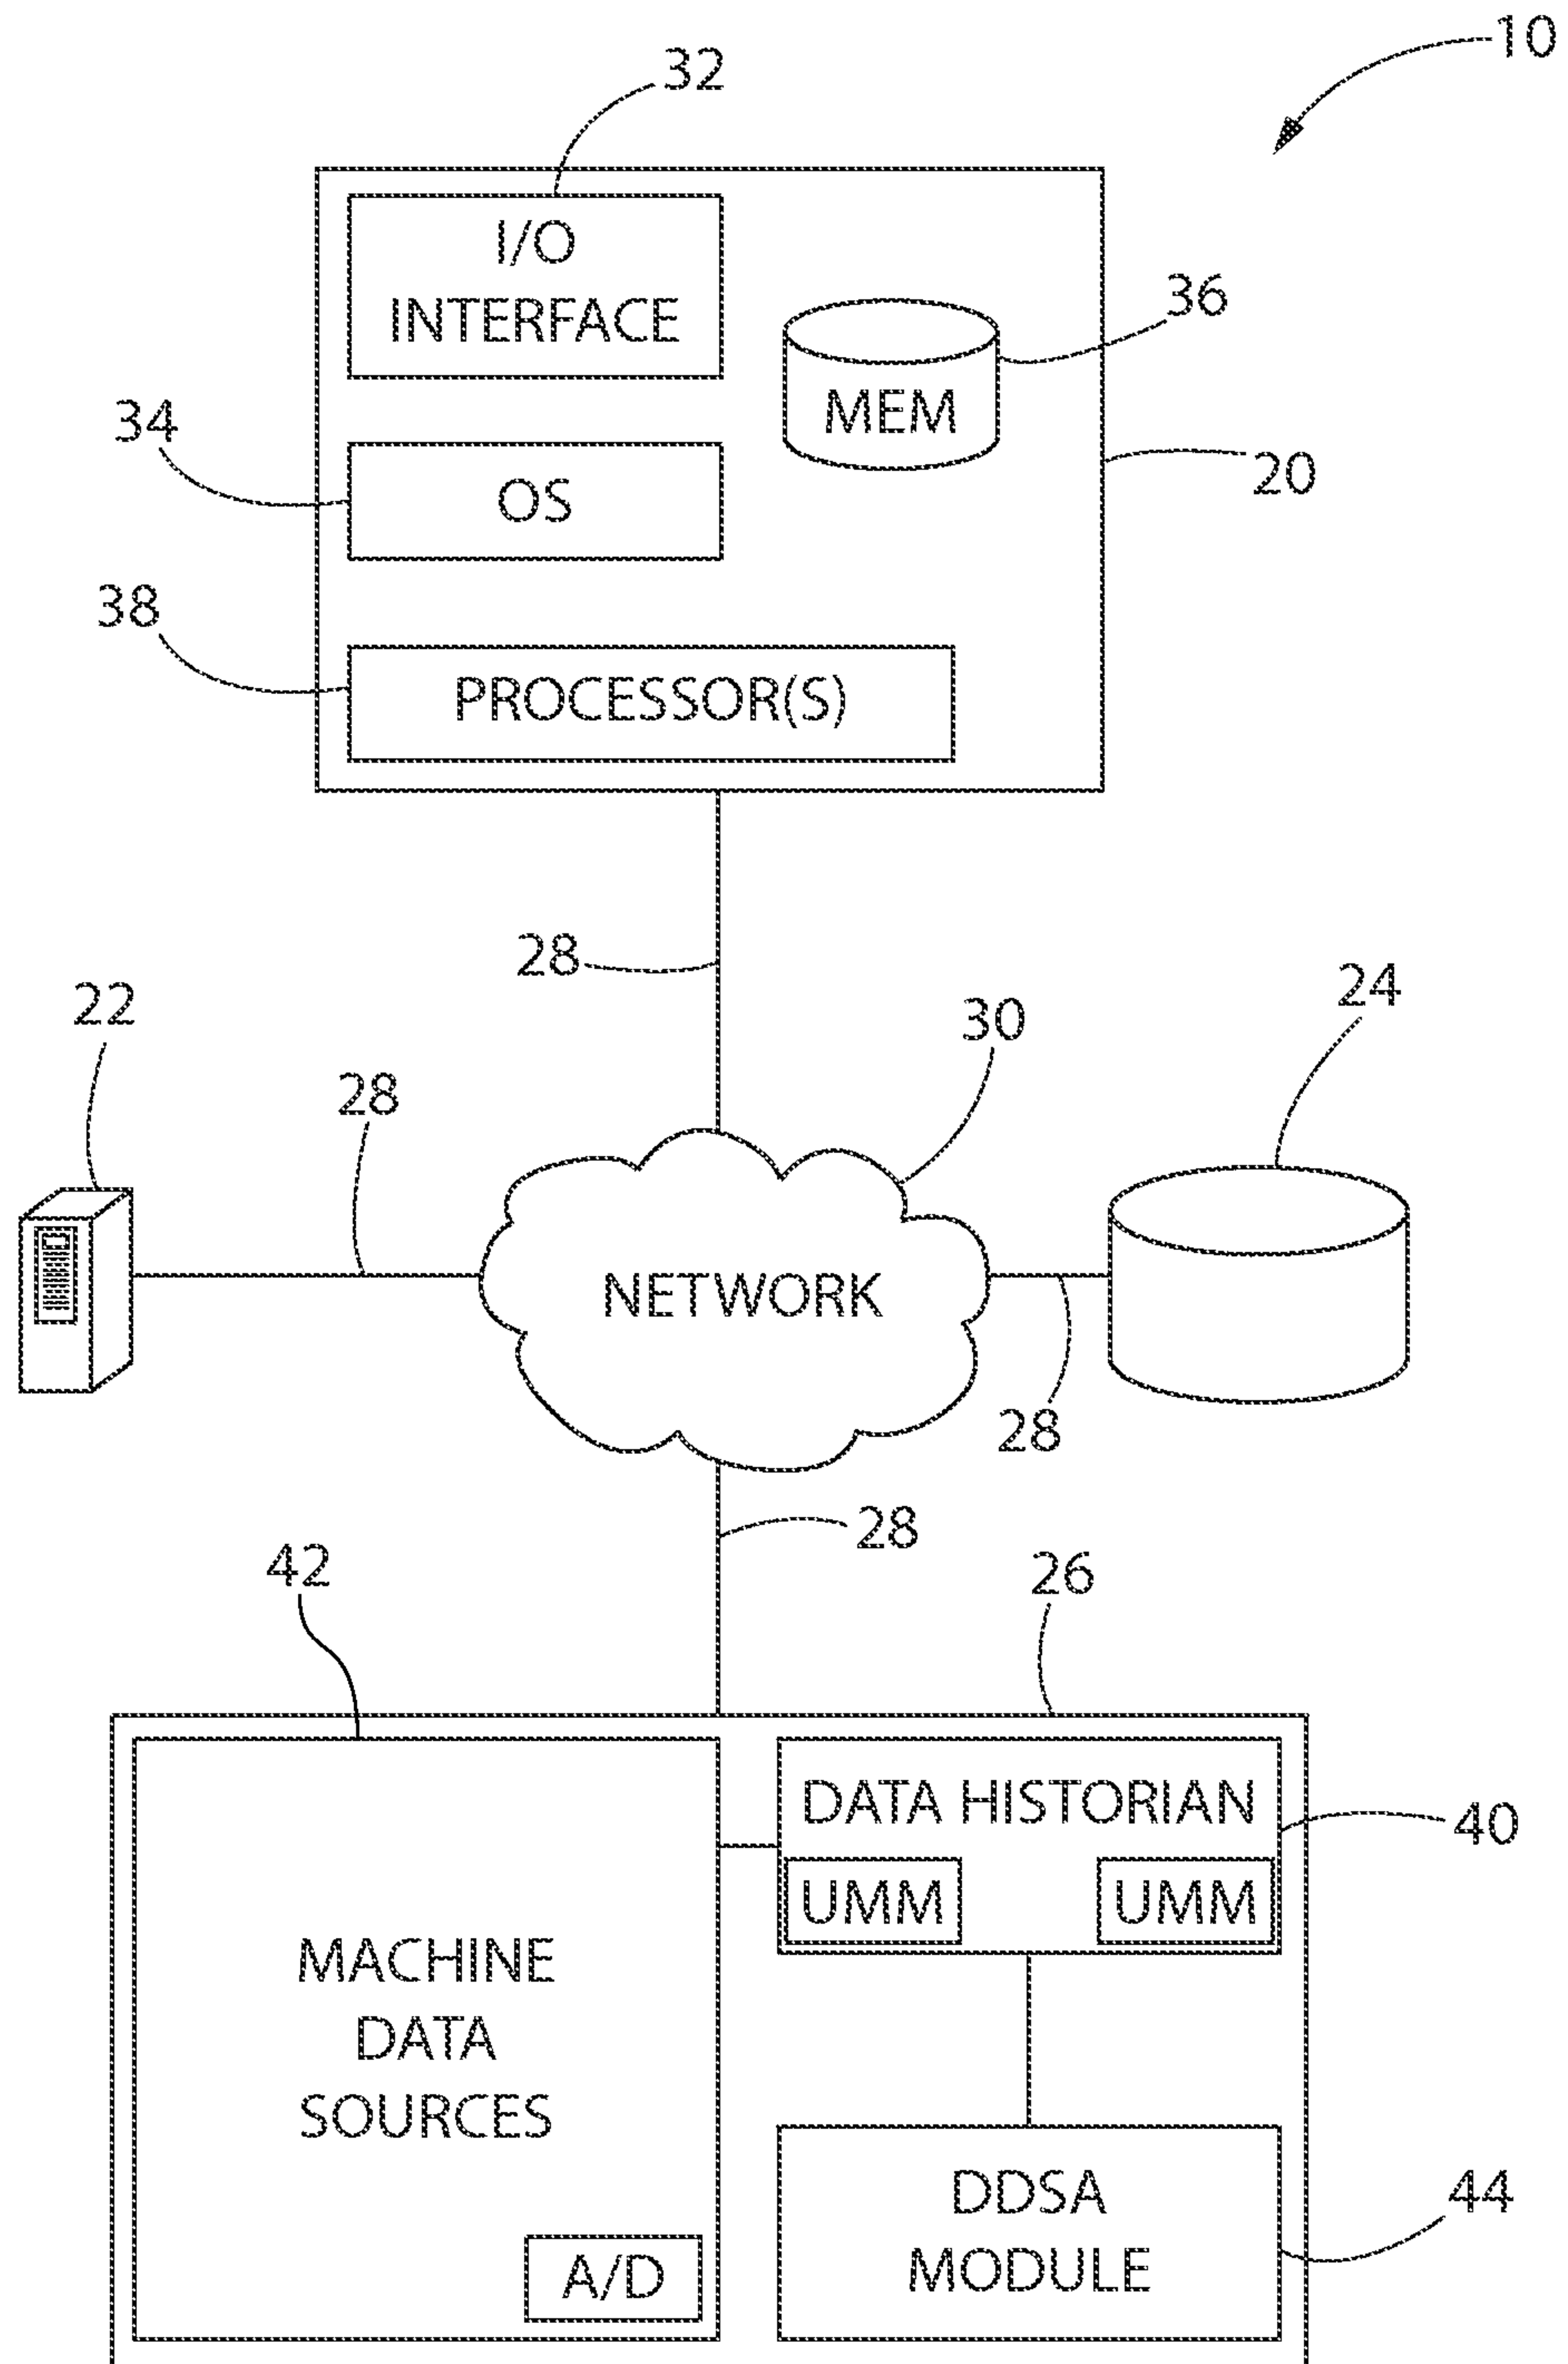 10
32
I/O
INTERFACE
36
MEM
34
OS
20
38
PROCESSOR(S)
28
22
24
30
28
NETWORK
28
28
42
26
DATA HISTORIAN
40
UMM
UMM
MACHINE
DATA
SOURCES
DDSA
MODULE
44
A/D